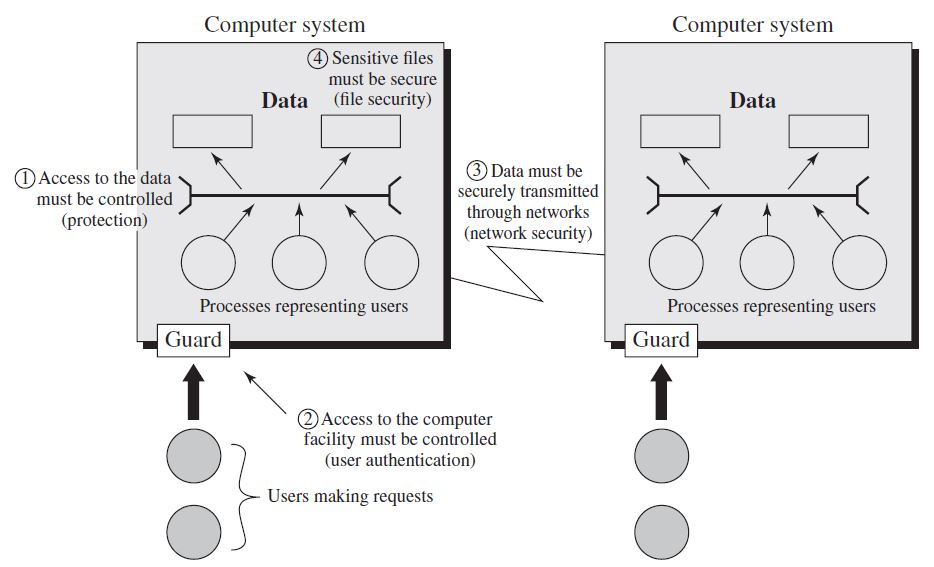 Computer system
④ Sensitive files
must be secure
(file security)
Data
① Access to the data
must be controlled
(protection)
Processes representing users
Guard
② Access to the computer
facility must be controlled
(user authentication)
Users making requests
③ Data must be
securely transmitted
through networks
(network security)
Computer system
Data
Processes representing users
Guard